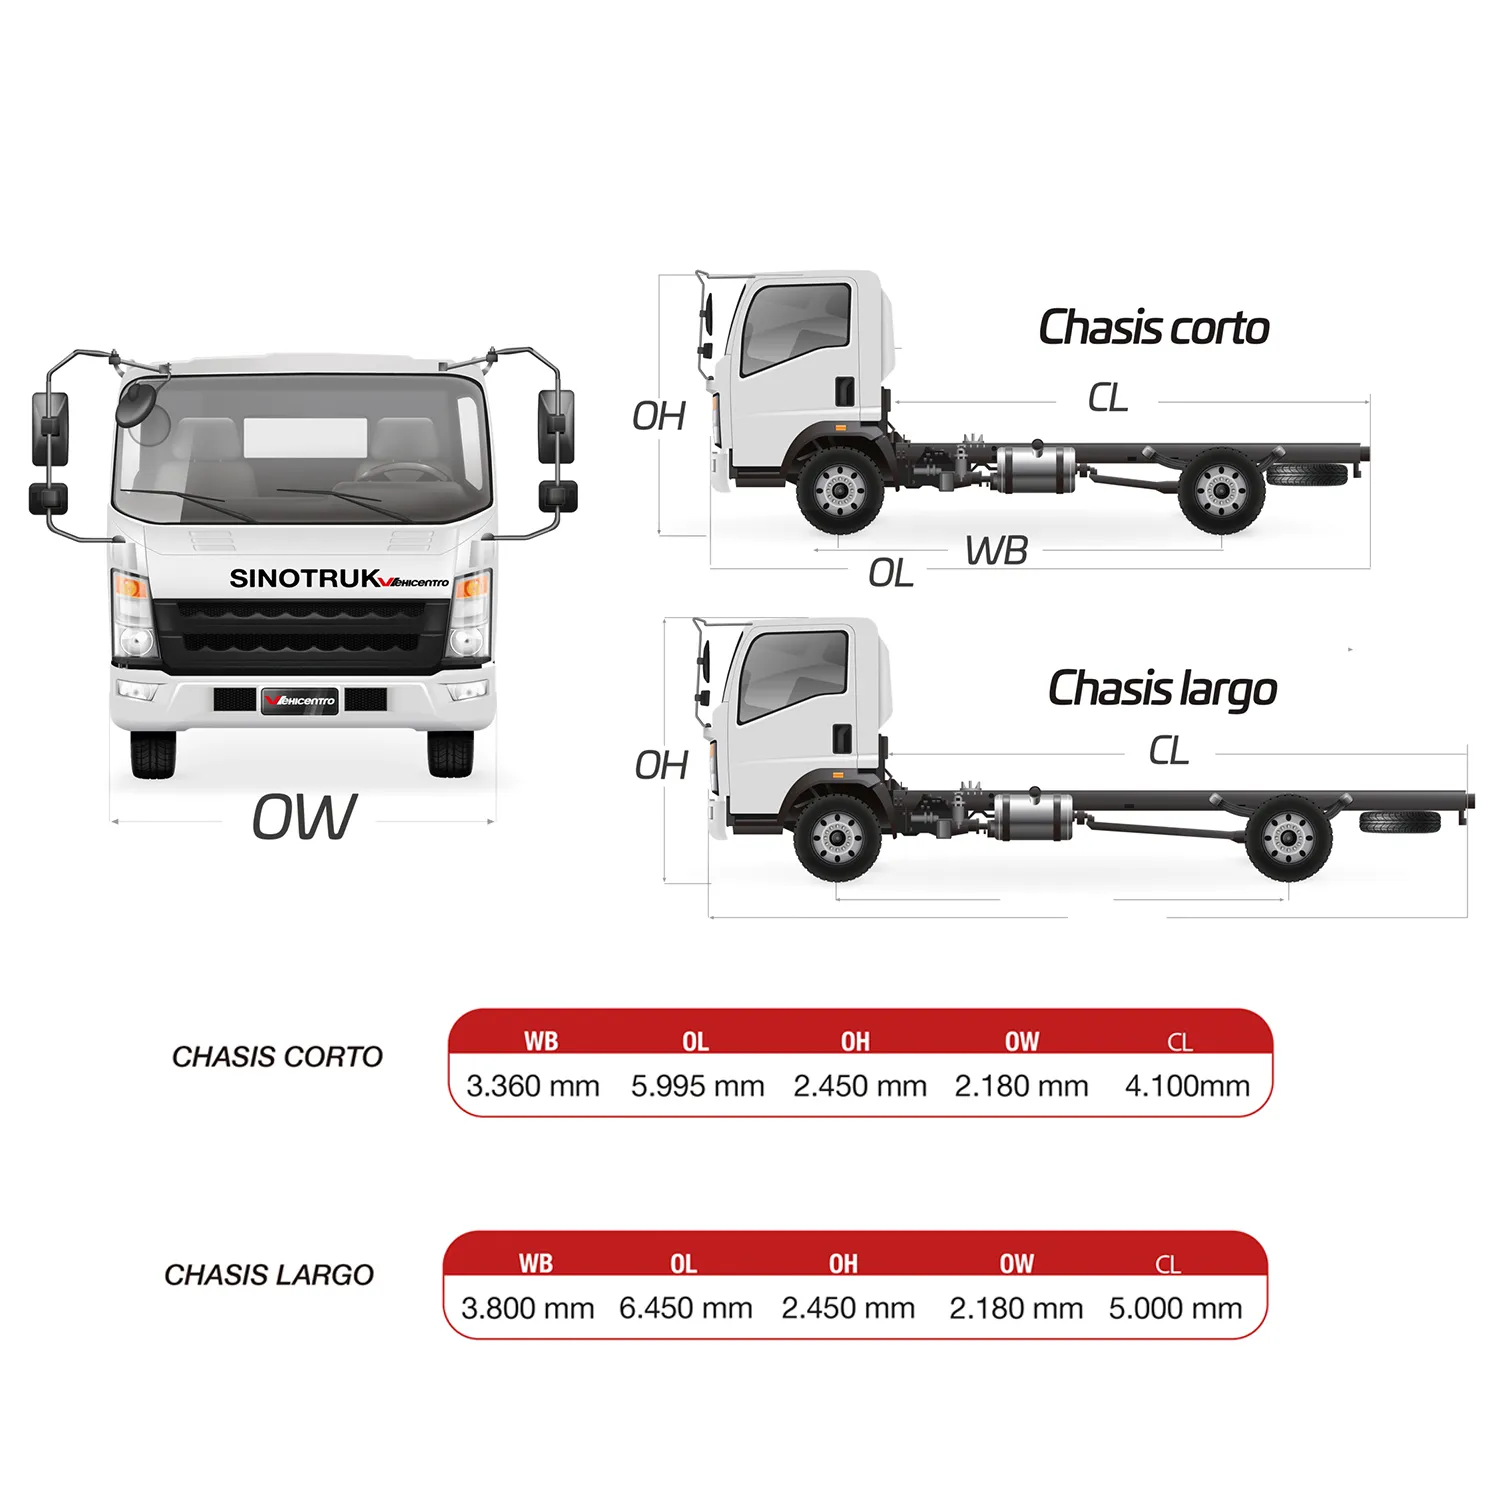 Chasis corto
CL
OH
WB
OL
SINOTRUK VEHICENTRO
VEHICENTRO
OW
Chasis largo
CL
OH
CHASIS CORTO
WB OL OH OW CL
3.360 mm 5.995 mm 2.450 mm 2.180 mm 4.100mm
CHASIS LARGO
WB OL OH OW CL
3.800 mm 6.450 mm 2.450 mm 2.180 mm 5.000 mm